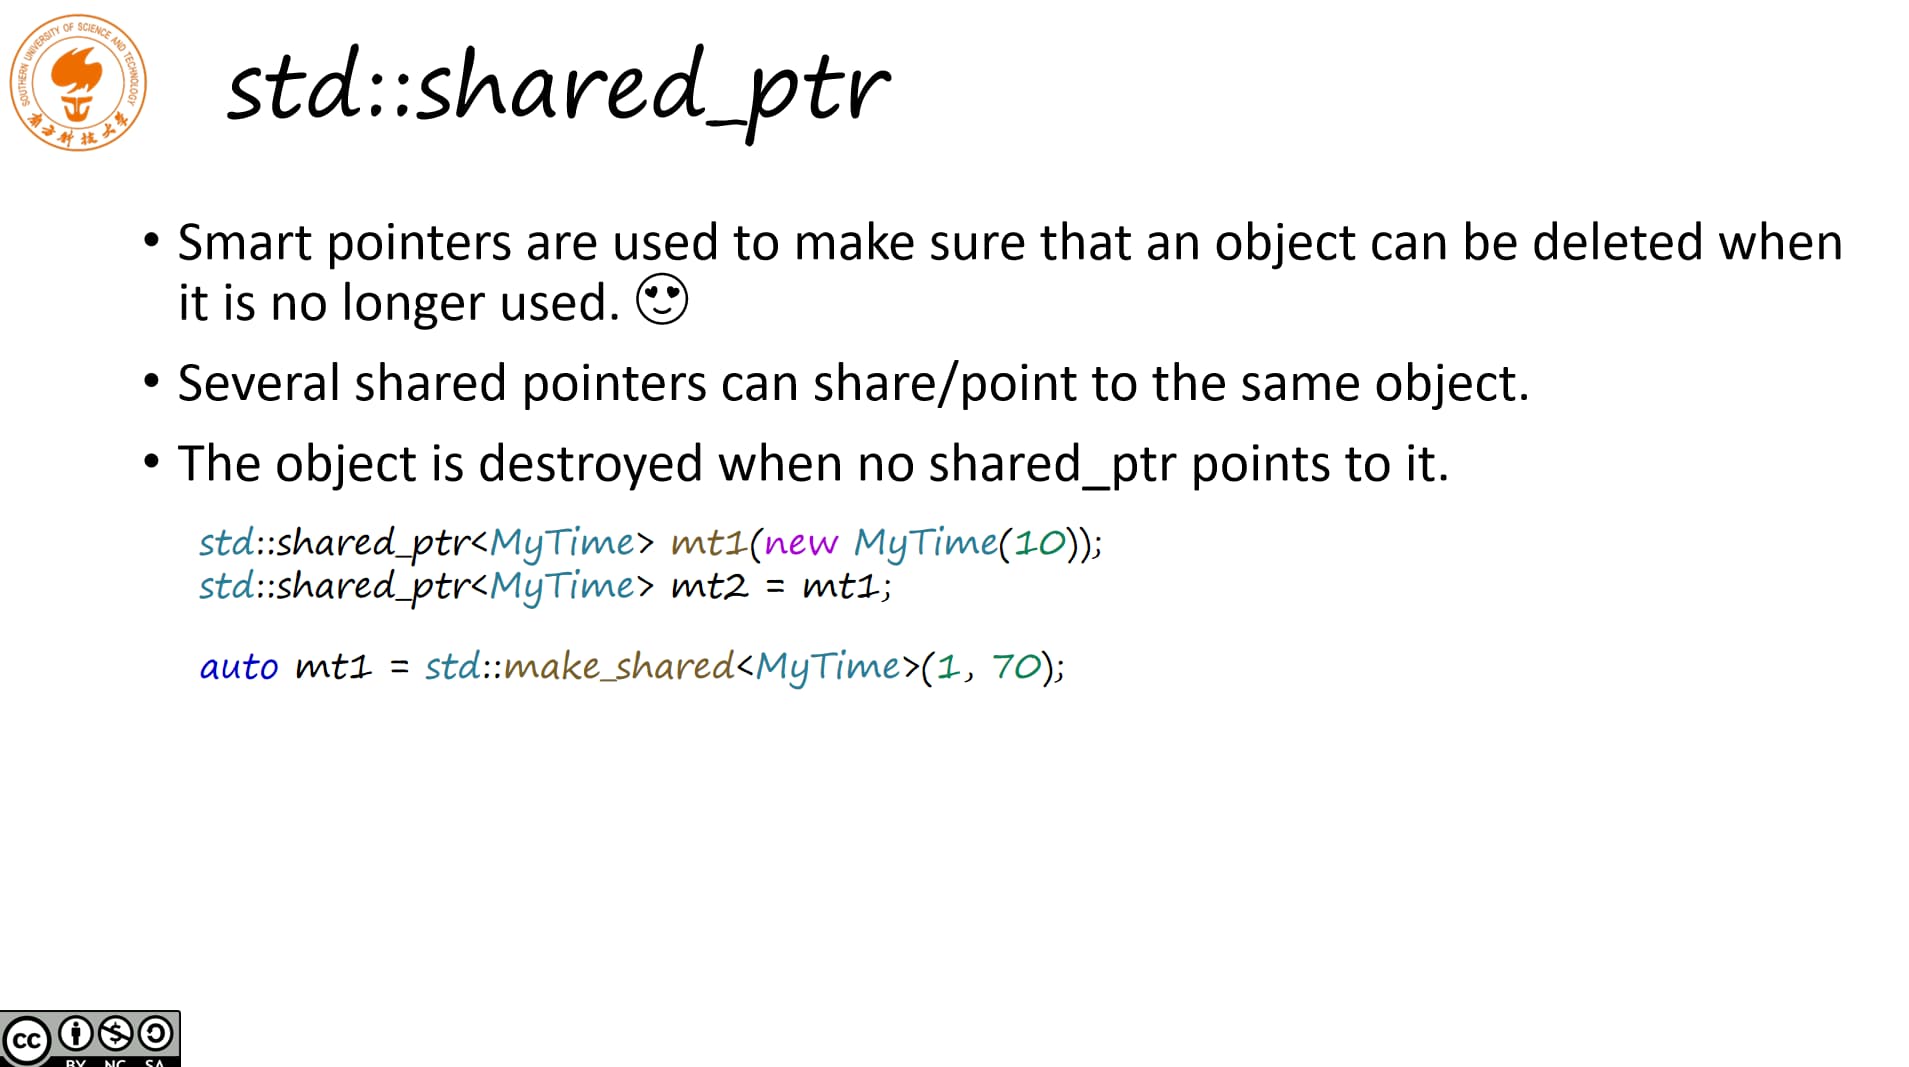 SOUTHERN UNIVERSITY OF SCIENCE AND TECHNOLOGY
南方科技大学
std::shared_ptr
• Smart pointers are used to make sure that an object can be deleted when
it is no longer used. 😍
• Several shared pointers can share/point to the same object.
• The object is destroyed when no shared_ptr points to it.
std::shared_ptr<MyTime> mt1(new MyTime(10));
std::shared_ptr<MyTime> mt2 = mt1;
auto mt1 = std::make_shared<MyTime>(1, 70);
cc
BY NC SA